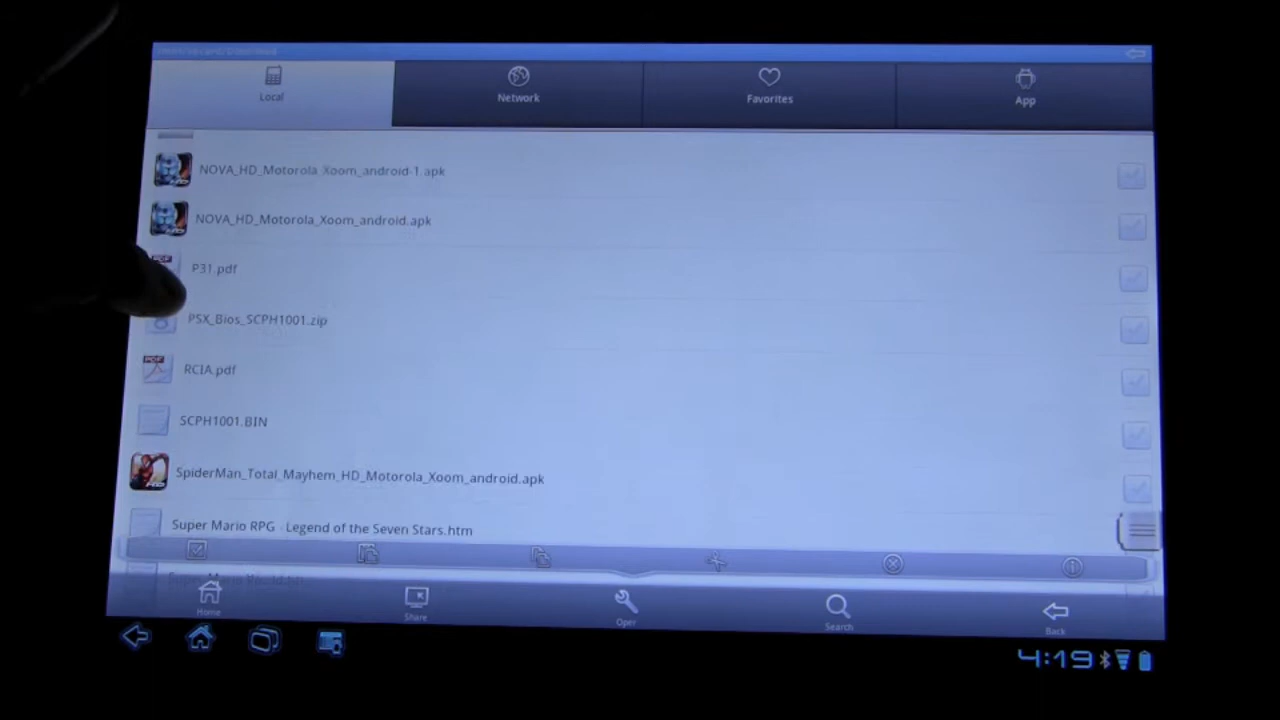 Local
Network
Favorites
App
NOVA_HD_Motorola_Xoom_android-1.apk
NOVA_HD_Motorola_Xoom_android.apk
P31.pdf
PSX_Bios_SCPH1001.zip
RCIA.pdf
SCPH1001.BIN
SpiderMan_Total_Mayhem_HD_Motorola_Xoom_android.apk
Super Mario RPG - Legend of the Seven Stars.htm
Home
Share
Oper
Search
Back
4:19